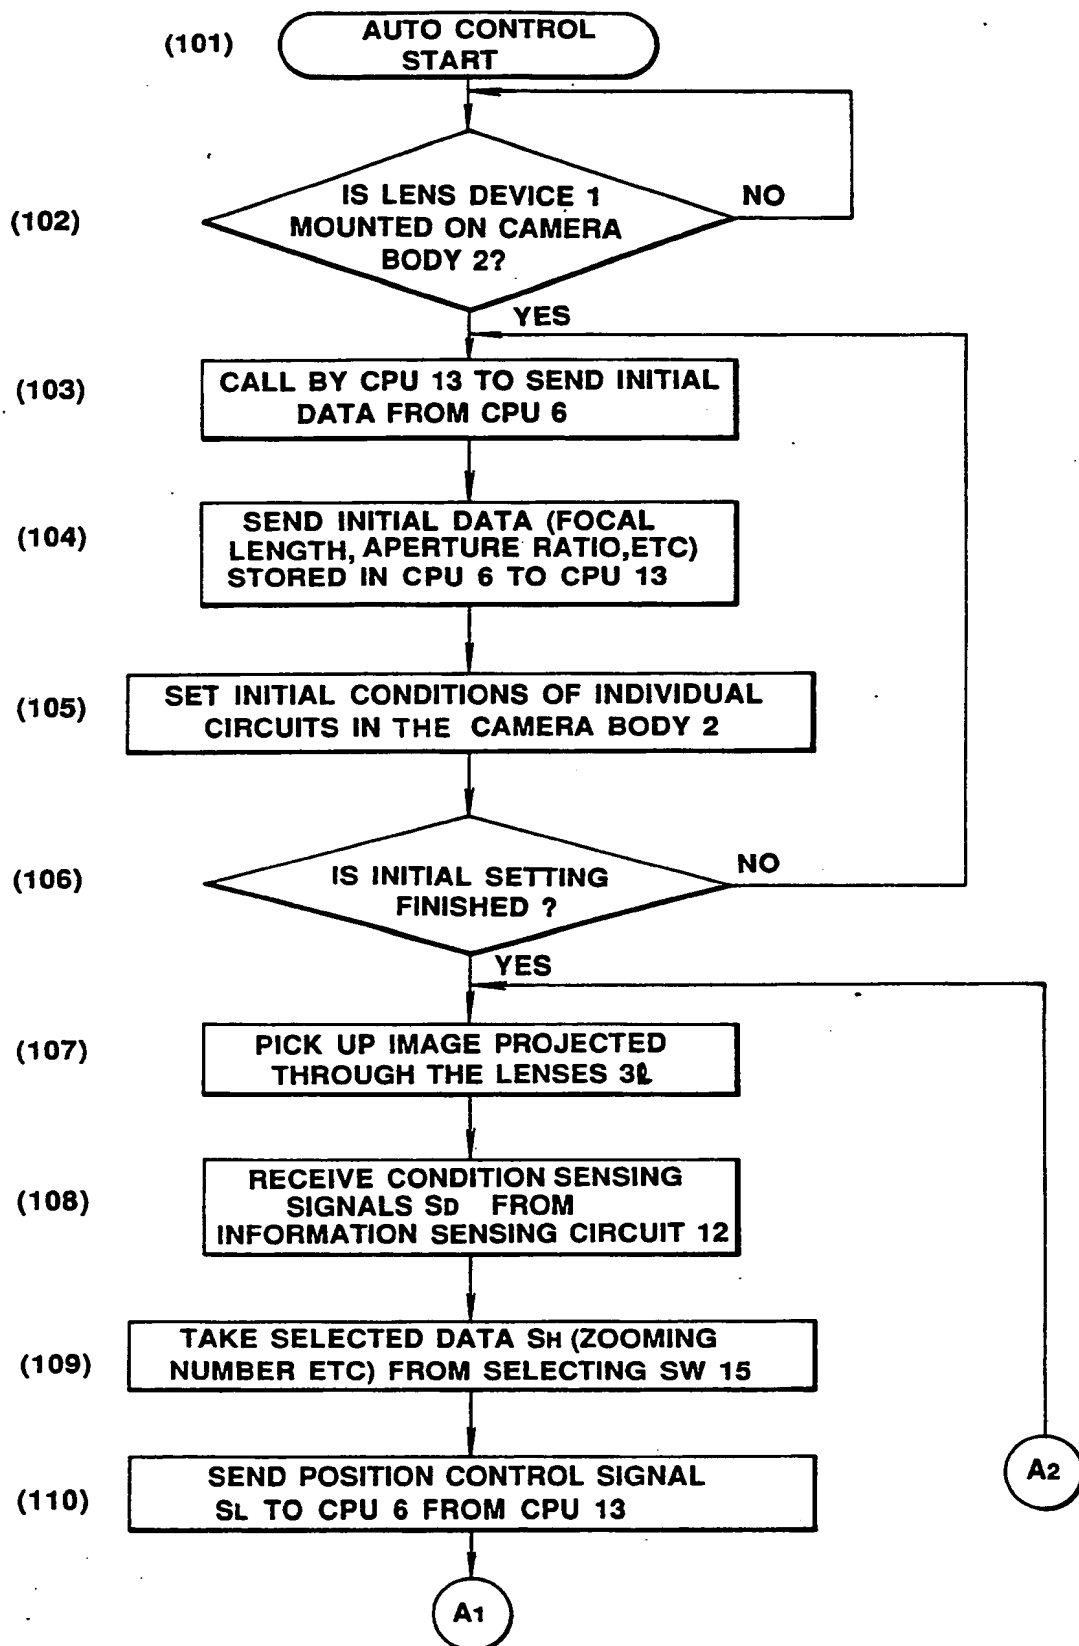 (101)
AUTO CONTROL
START
(102)
IS LENS DEVICE 1
MOUNTED ON CAMERA
BODY 2?
NO
YES
(103)
CALL BY CPU 13 TO SEND INITIAL
DATA FROM CPU 6
(104)
SEND INITIAL DATA (FOCAL
LENGTH, APERTURE RATIO,ETC)
STORED IN CPU 6 TO CPU 13
(105)
SET INITIAL CONDITIONS OF INDIVIDUAL
CIRCUITS IN THE CAMERA BODY 2
(106)
IS INITIAL SETTING
FINISHED ?
NO
YES
(107)
PICK UP IMAGE PROJECTED
THROUGH THE LENSES 3ℓ
(108)
RECEIVE CONDITION SENSING
SIGNALS SD FROM
INFORMATION SENSING CIRCUIT 12
(109)
TAKE SELECTED DATA SH (ZOOMING
NUMBER ETC) FROM SELECTING SW 15
(110)
SEND POSITION CONTROL SIGNAL
SL TO CPU 6 FROM CPU 13
A2
A1